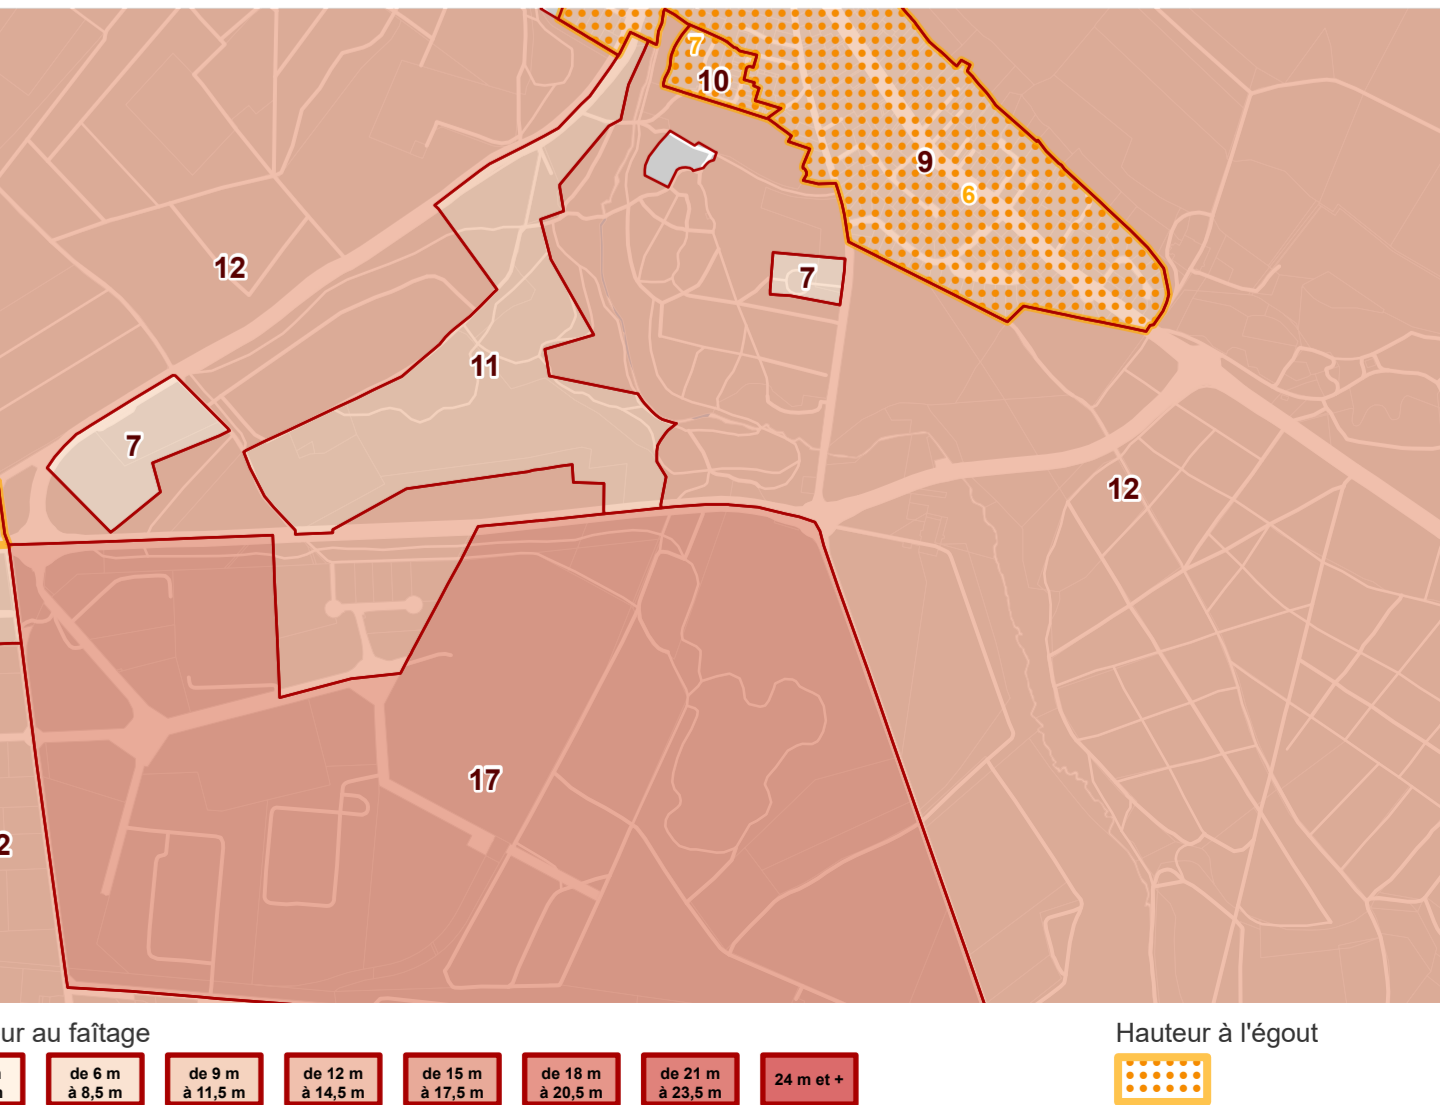 7
10
9
6
12
7
11
7
12
17
2
ur au faîtage
Hauteur à l'égout
de 6 m
à 8,5 m
de 9 m
à 11,5 m
de 12 m
à 14,5 m
de 15 m
à 17,5 m
de 18 m
à 20,5 m
de 21 m
à 23,5 m
24 m et +